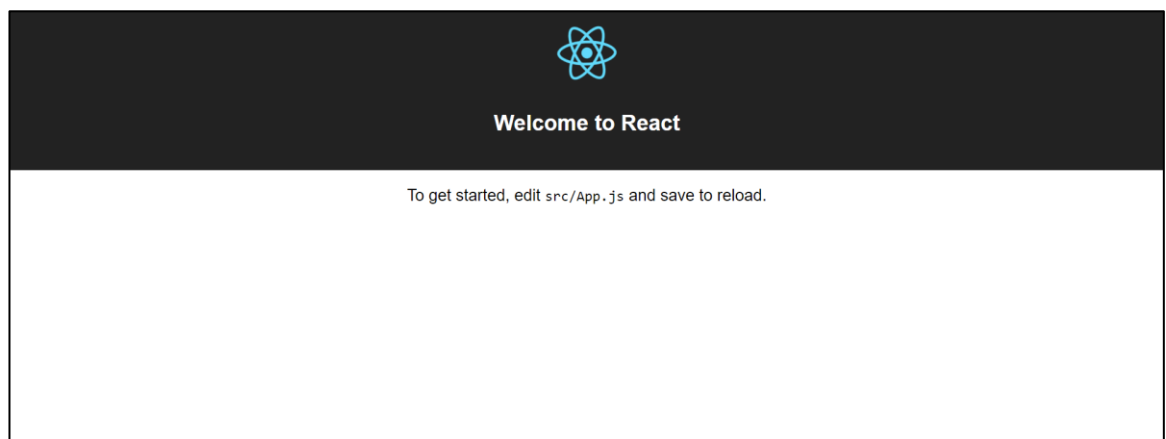 Welcome to React
To get started, edit src/App.js and save to reload.